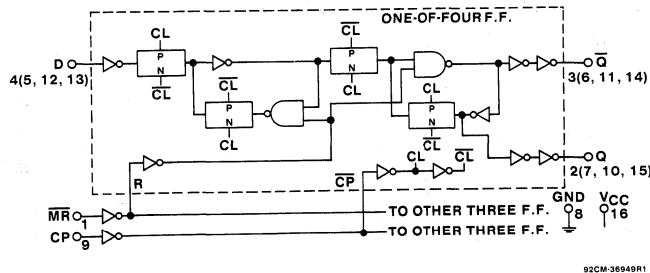 ONE-OF-FOUR F.F.
CL
P
N
CL̅
D
4(5, 12, 13)
CL̅
P
N
CL
CL̅
P
N
CL
CL
P
N
CL̅
Q̅
3(6, 11, 14)
Q
2(7, 10, 15)
R
CP̅
CL
CL̅
MR̅
1
TO OTHER THREE F.F.
CP
9
TO OTHER THREE F.F.
GND
8
VCC
16
92CM-36949R1